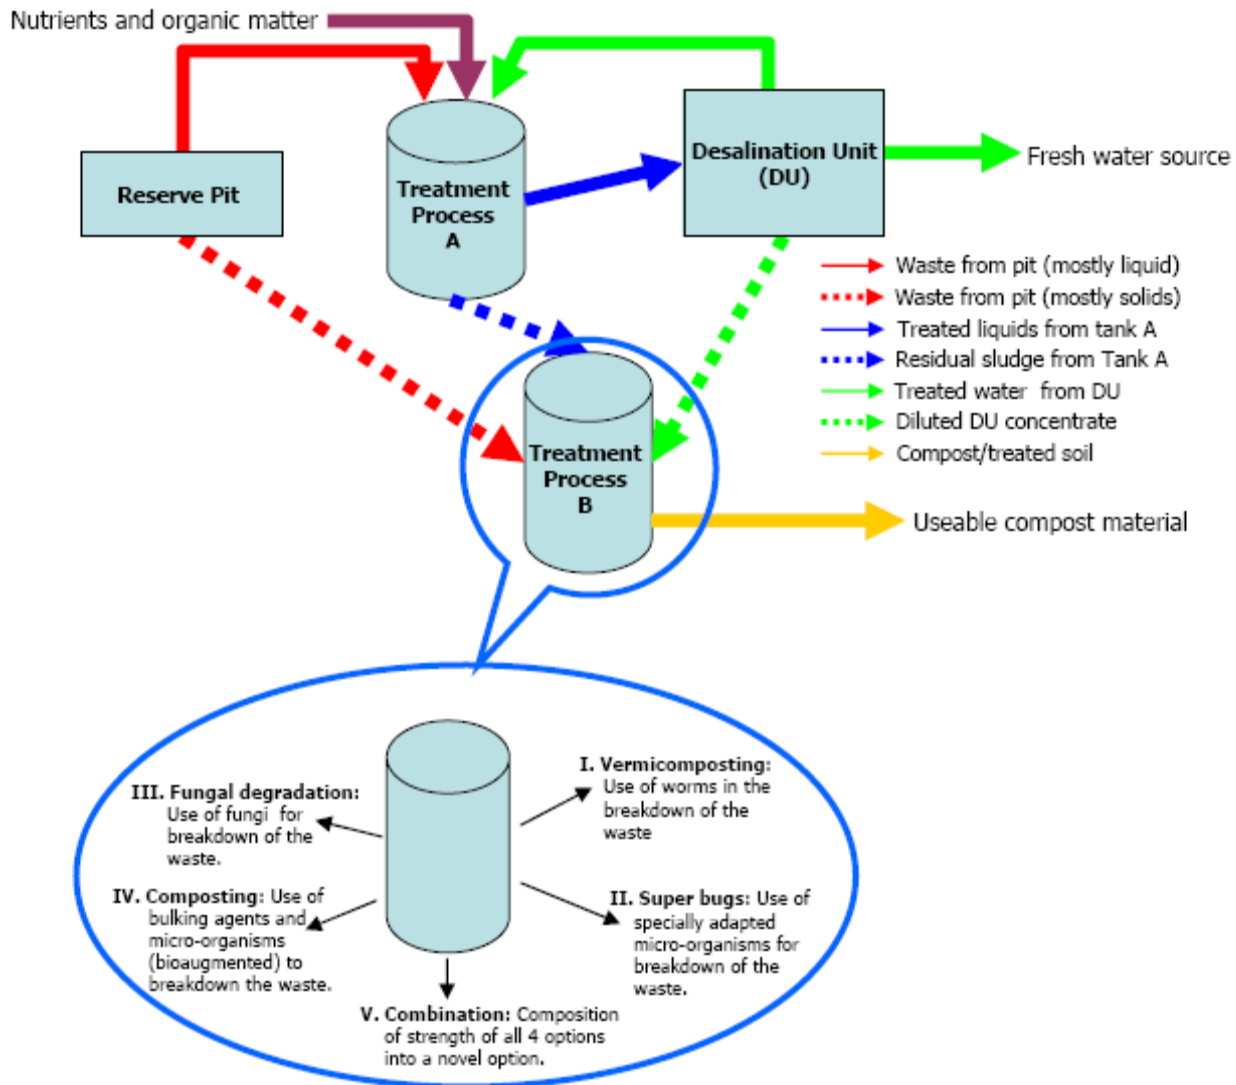 Nutrients and organic matter
Reserve Pit
Treatment
Process
A
Desalination Unit
(DU)
Fresh water source
Waste from pit (mostly liquid)
Waste from pit (mostly solids)
Treated liquids from tank A
Residual sludge from Tank A
Treated water from DU
Diluted DU concentrate
Compost/treated soil
Treatment
Process
B
Useable compost material
I. Vermicomposting:
Use of worms in the
breakdown of the
waste
III. Fungal degradation:
Use of fungi for
breakdown of the
waste.
IV. Composting: Use of
bulking agents and
micro-organisms
(bioaugmented) to
breakdown the waste.
II. Super bugs: Use of
specially adapted
micro-organisms for
breakdown of the
waste.
V. Combination: Composition
of strength of all 4 options
into a novel option.